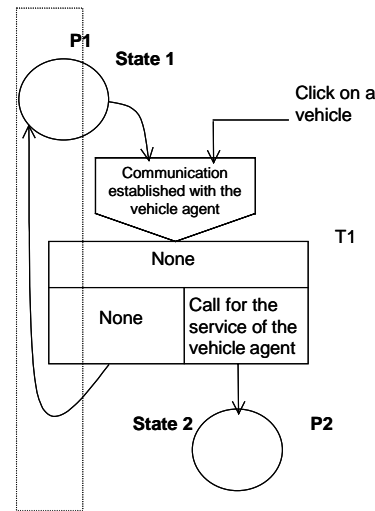 P1
State 1
Click on a
vehicle
Communication
established with the
vehicle agent
T1
None
None
Call for the
service of the
vehicle agent
State 2
P2